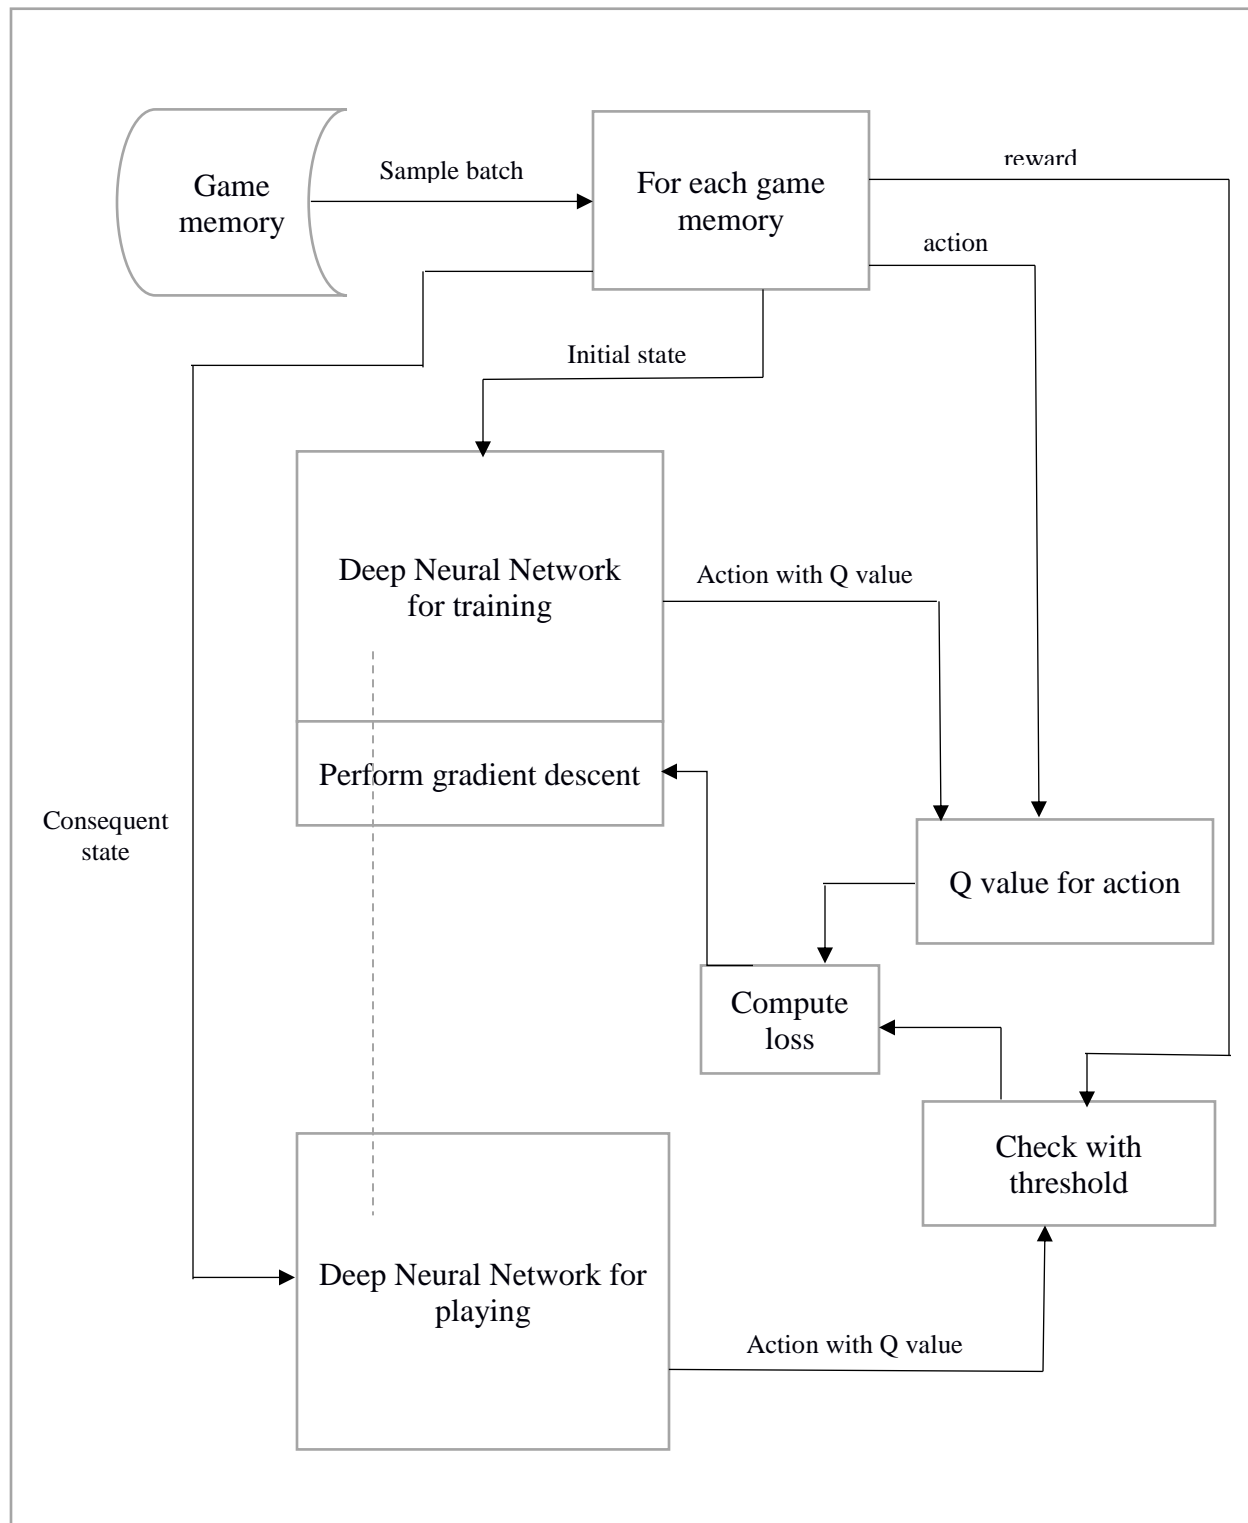 Game
memory
Sample batch
For each game
memory
reward
action
Initial state
Deep Neural Network
for training
Action with Q value
Perform gradient descent
Consequent
state
Q value for action
Compute
loss
Check with
threshold
Deep Neural Network for
playing
Action with Q value